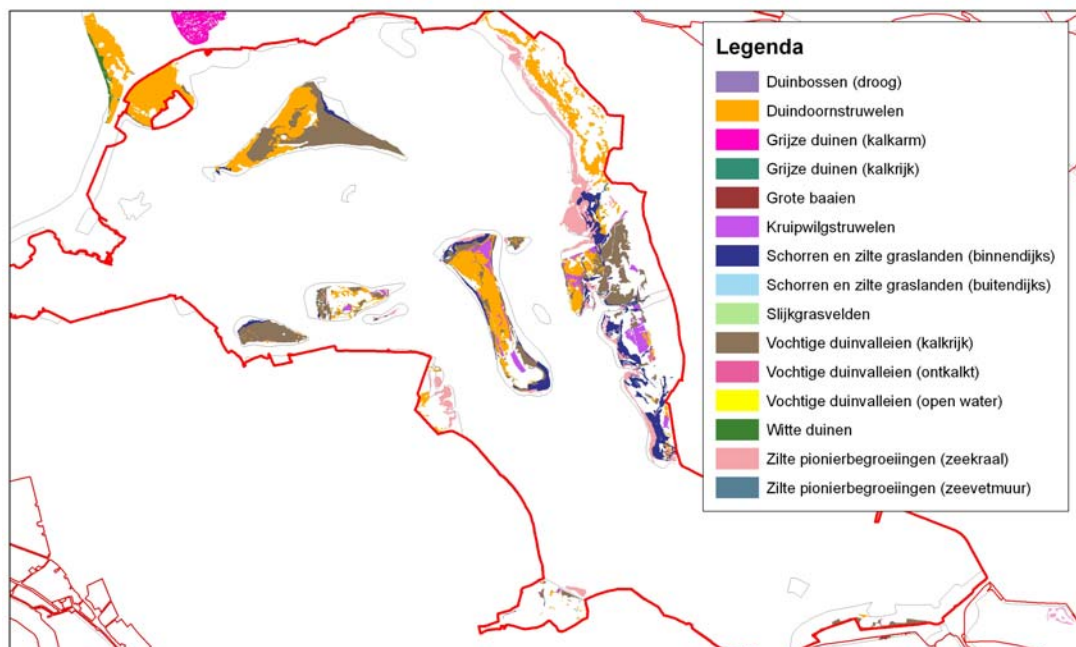 Legenda
Duinbossen (droog)
Duindoornstruwelen
Grijze duinen (kalkarm)
Grijze duinen (kalkrijk)
Grote baaien
Kruipwilgstruwelen
Schorren en zilte graslanden (binnendijks)
Schorren en zilte graslanden (buitendijks)
Slijkgrasvelden
Vochtige duinvalleien (kalkrijk)
Vochtige duinvalleien (ontkalkt)
Vochtige duinvalleien (open water)
Witte duinen
Zilte pionierbegroeiingen (zeekraal)
Zilte pionierbegroeiingen (zeevetmuur)